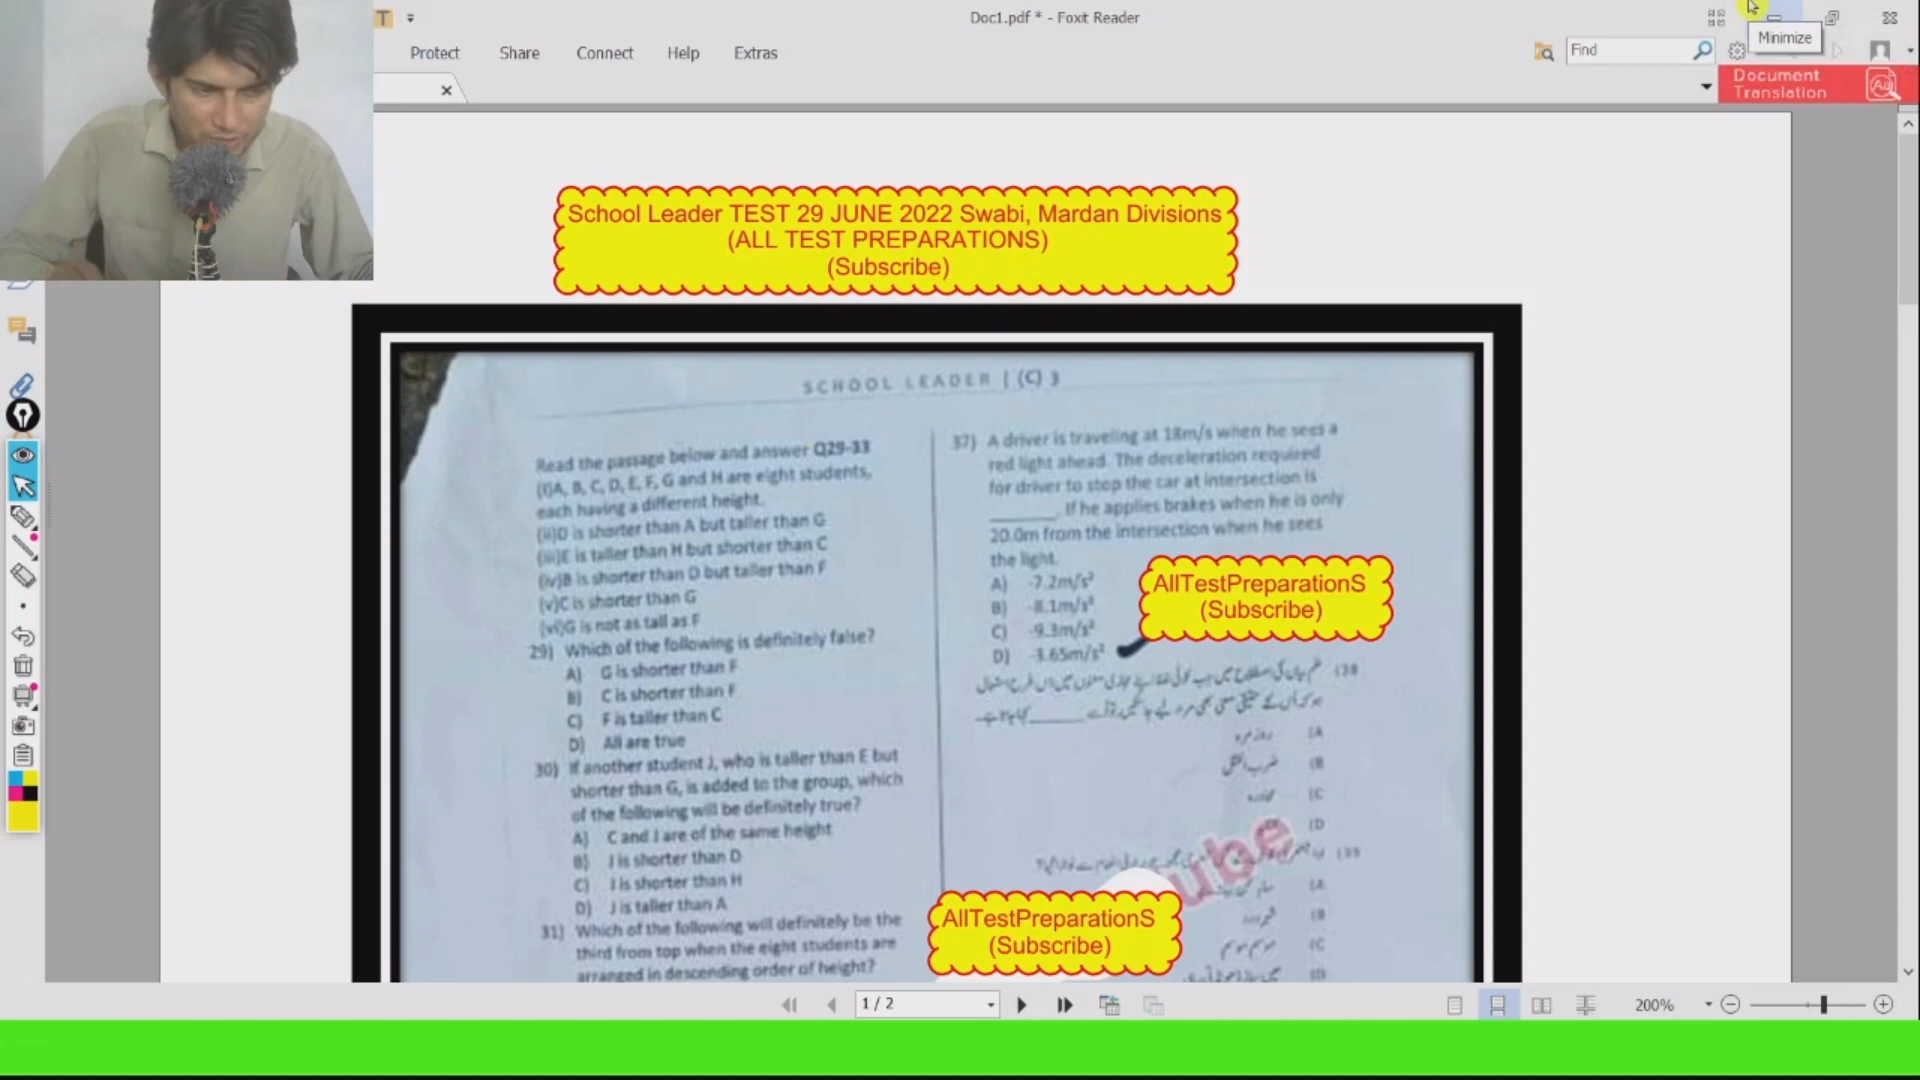 Doc1.pdf * - Foxit Reader
Protect Share Connect Help Extras
Find
Minimize
Document
Translation
School Leader TEST 29 JUNE 2022 Swabi, Mardan Divisions
(ALL TEST PREPARATIONS)
(Subscribe)
SCHOOL LEADER | (C) 3
Read the passage below and answer Q29-33
(i)A, B, C, D, E, F, G and H are eight students,
each having a different height.
(ii)D is shorter than A but taller than G
(iii)E is taller than H but shorter than C
(iv)B is shorter than D but taller than F
(v)C is shorter than G
(vi)G is not as tall as F
29) Which of the following is definitely false?
A) G is shorter than F
B) C is shorter than F
C) F is taller than C
D) All are true
30) If another student J, who is taller than E but
shorter than G, is added to the group, which
of the following will be definitely true?
A) C and J are of the same height
B) J is shorter than D
C) J is shorter than H
D) J is taller than A
31) Which of the following will definitely be the
third from top when the eight students are
arranged in descending order of height?
37) A driver is traveling at 18m/s when he sees a
red light ahead. The deceleration required
for driver to stop the car at intersection is
______. If he applies brakes when he is only
20.0m from the intersection when he sees
the light.
A) -7.2m/s²
B) -8.1m/s²
C) -9.3m/s²
D) -3.65m/s²
AllTestPreparationS
(Subscribe)
(38
(A روزمرہ
(B ضرب المثل
(C محاورہ
(D
ube
(39
(A
(B
(C
(D
AllTestPreparationS
(Subscribe)
1 / 2
200%